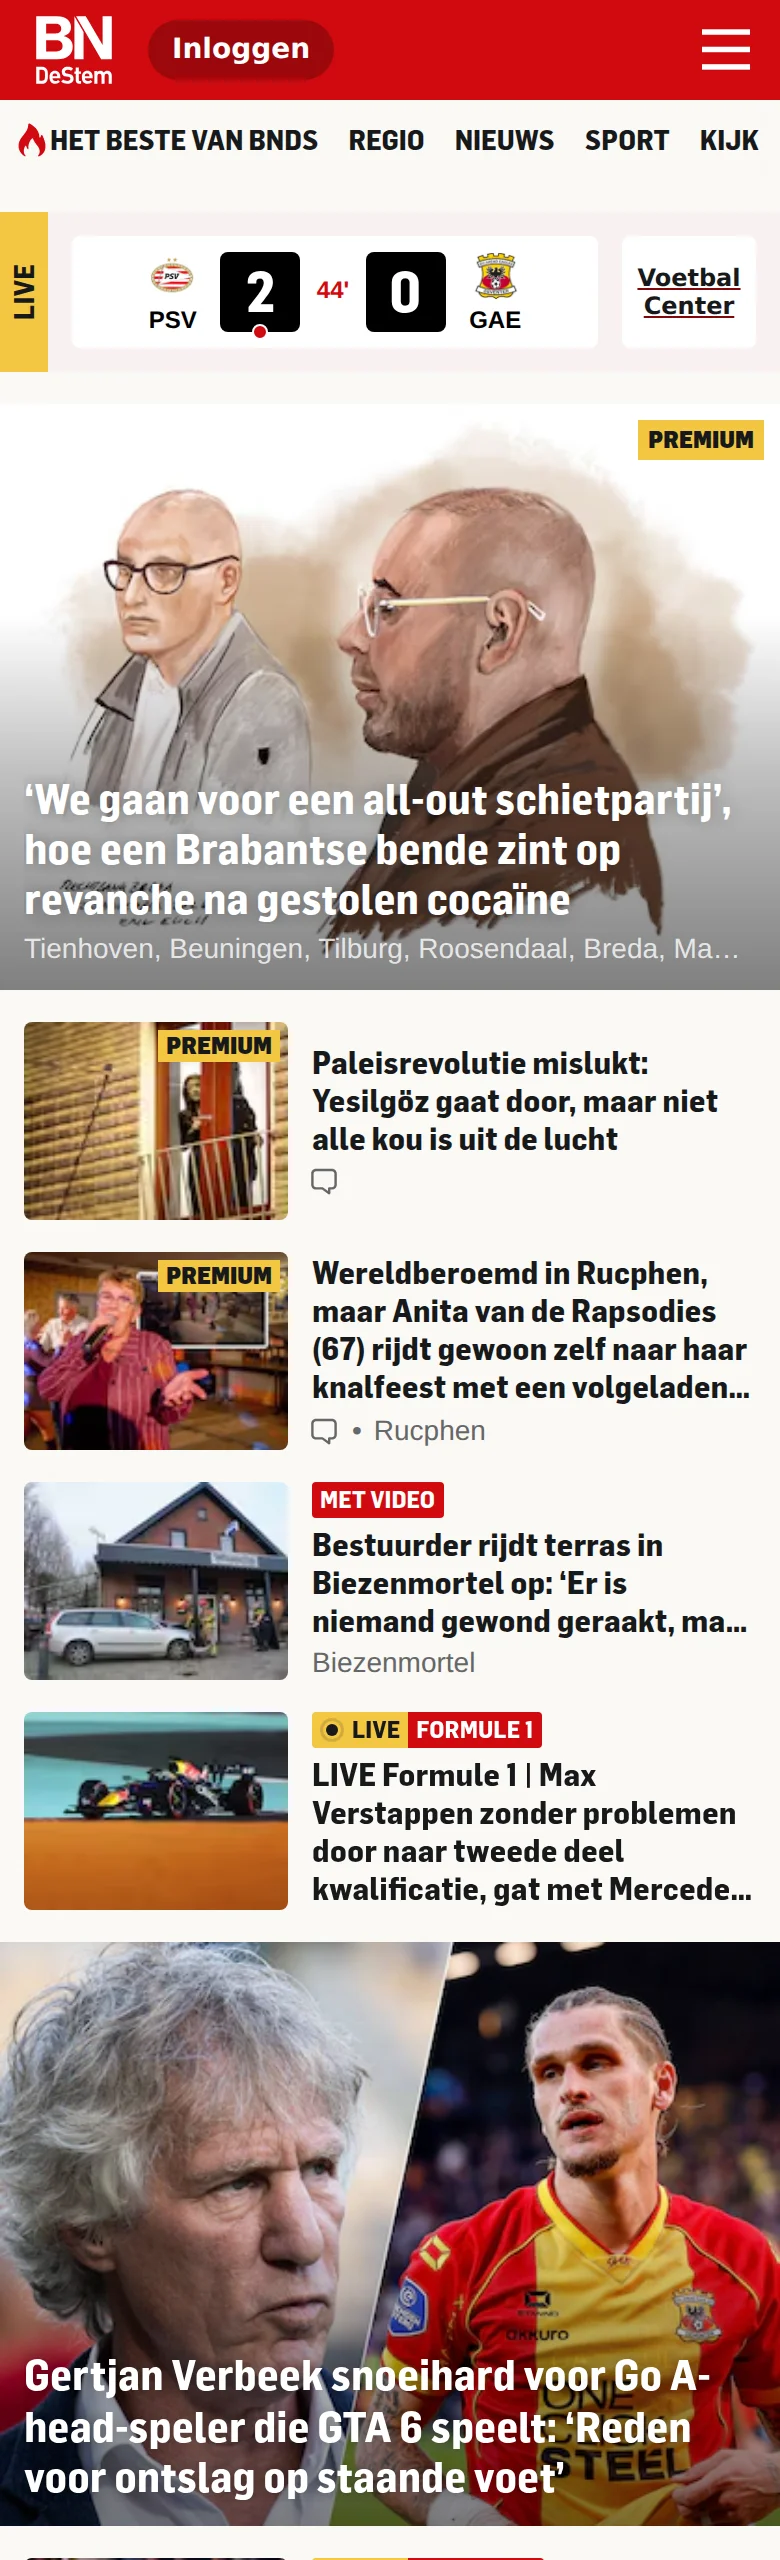 BN
DeStem
Inloggen
HET BESTE VAN BNDS REGIO NIEUWS SPORT KIJK
LIVE
PSV
PSV
2
44'
0
GAE
Voetbal
Center
PREMIUM
‘We gaan voor een all-out schietpartij’,
hoe een Brabantse bende zint op
revanche na gestolen cocaïne
Tienhoven, Beuningen, Tilburg, Roosendaal, Breda, Ma...
PREMIUM
Paleisrevolutie mislukt:
Yesilgöz gaat door, maar niet
alle kou is uit de lucht
PREMIUM
Wereldberoemd in Rucphen,
maar Anita van de Rapsodies
(67) rijdt gewoon zelf naar haar
knalfeest met een volgeladen...
• Rucphen
MET VIDEO
Bestuurder rijdt terras in
Biezenmortel op: ‘Er is
niemand gewond geraakt, ma...
Biezenmortel
LIVE FORMULE 1
LIVE Formule 1 | Max
Verstappen zonder problemen
door naar tweede deel
kwalificatie, gat met Mercede...
STANNO
okkuro
ONE
STEEL
Gertjan Verbeek snoeihard voor Go A-
head-speler die GTA 6 speelt: ‘Reden
voor ontslag op staande voet’